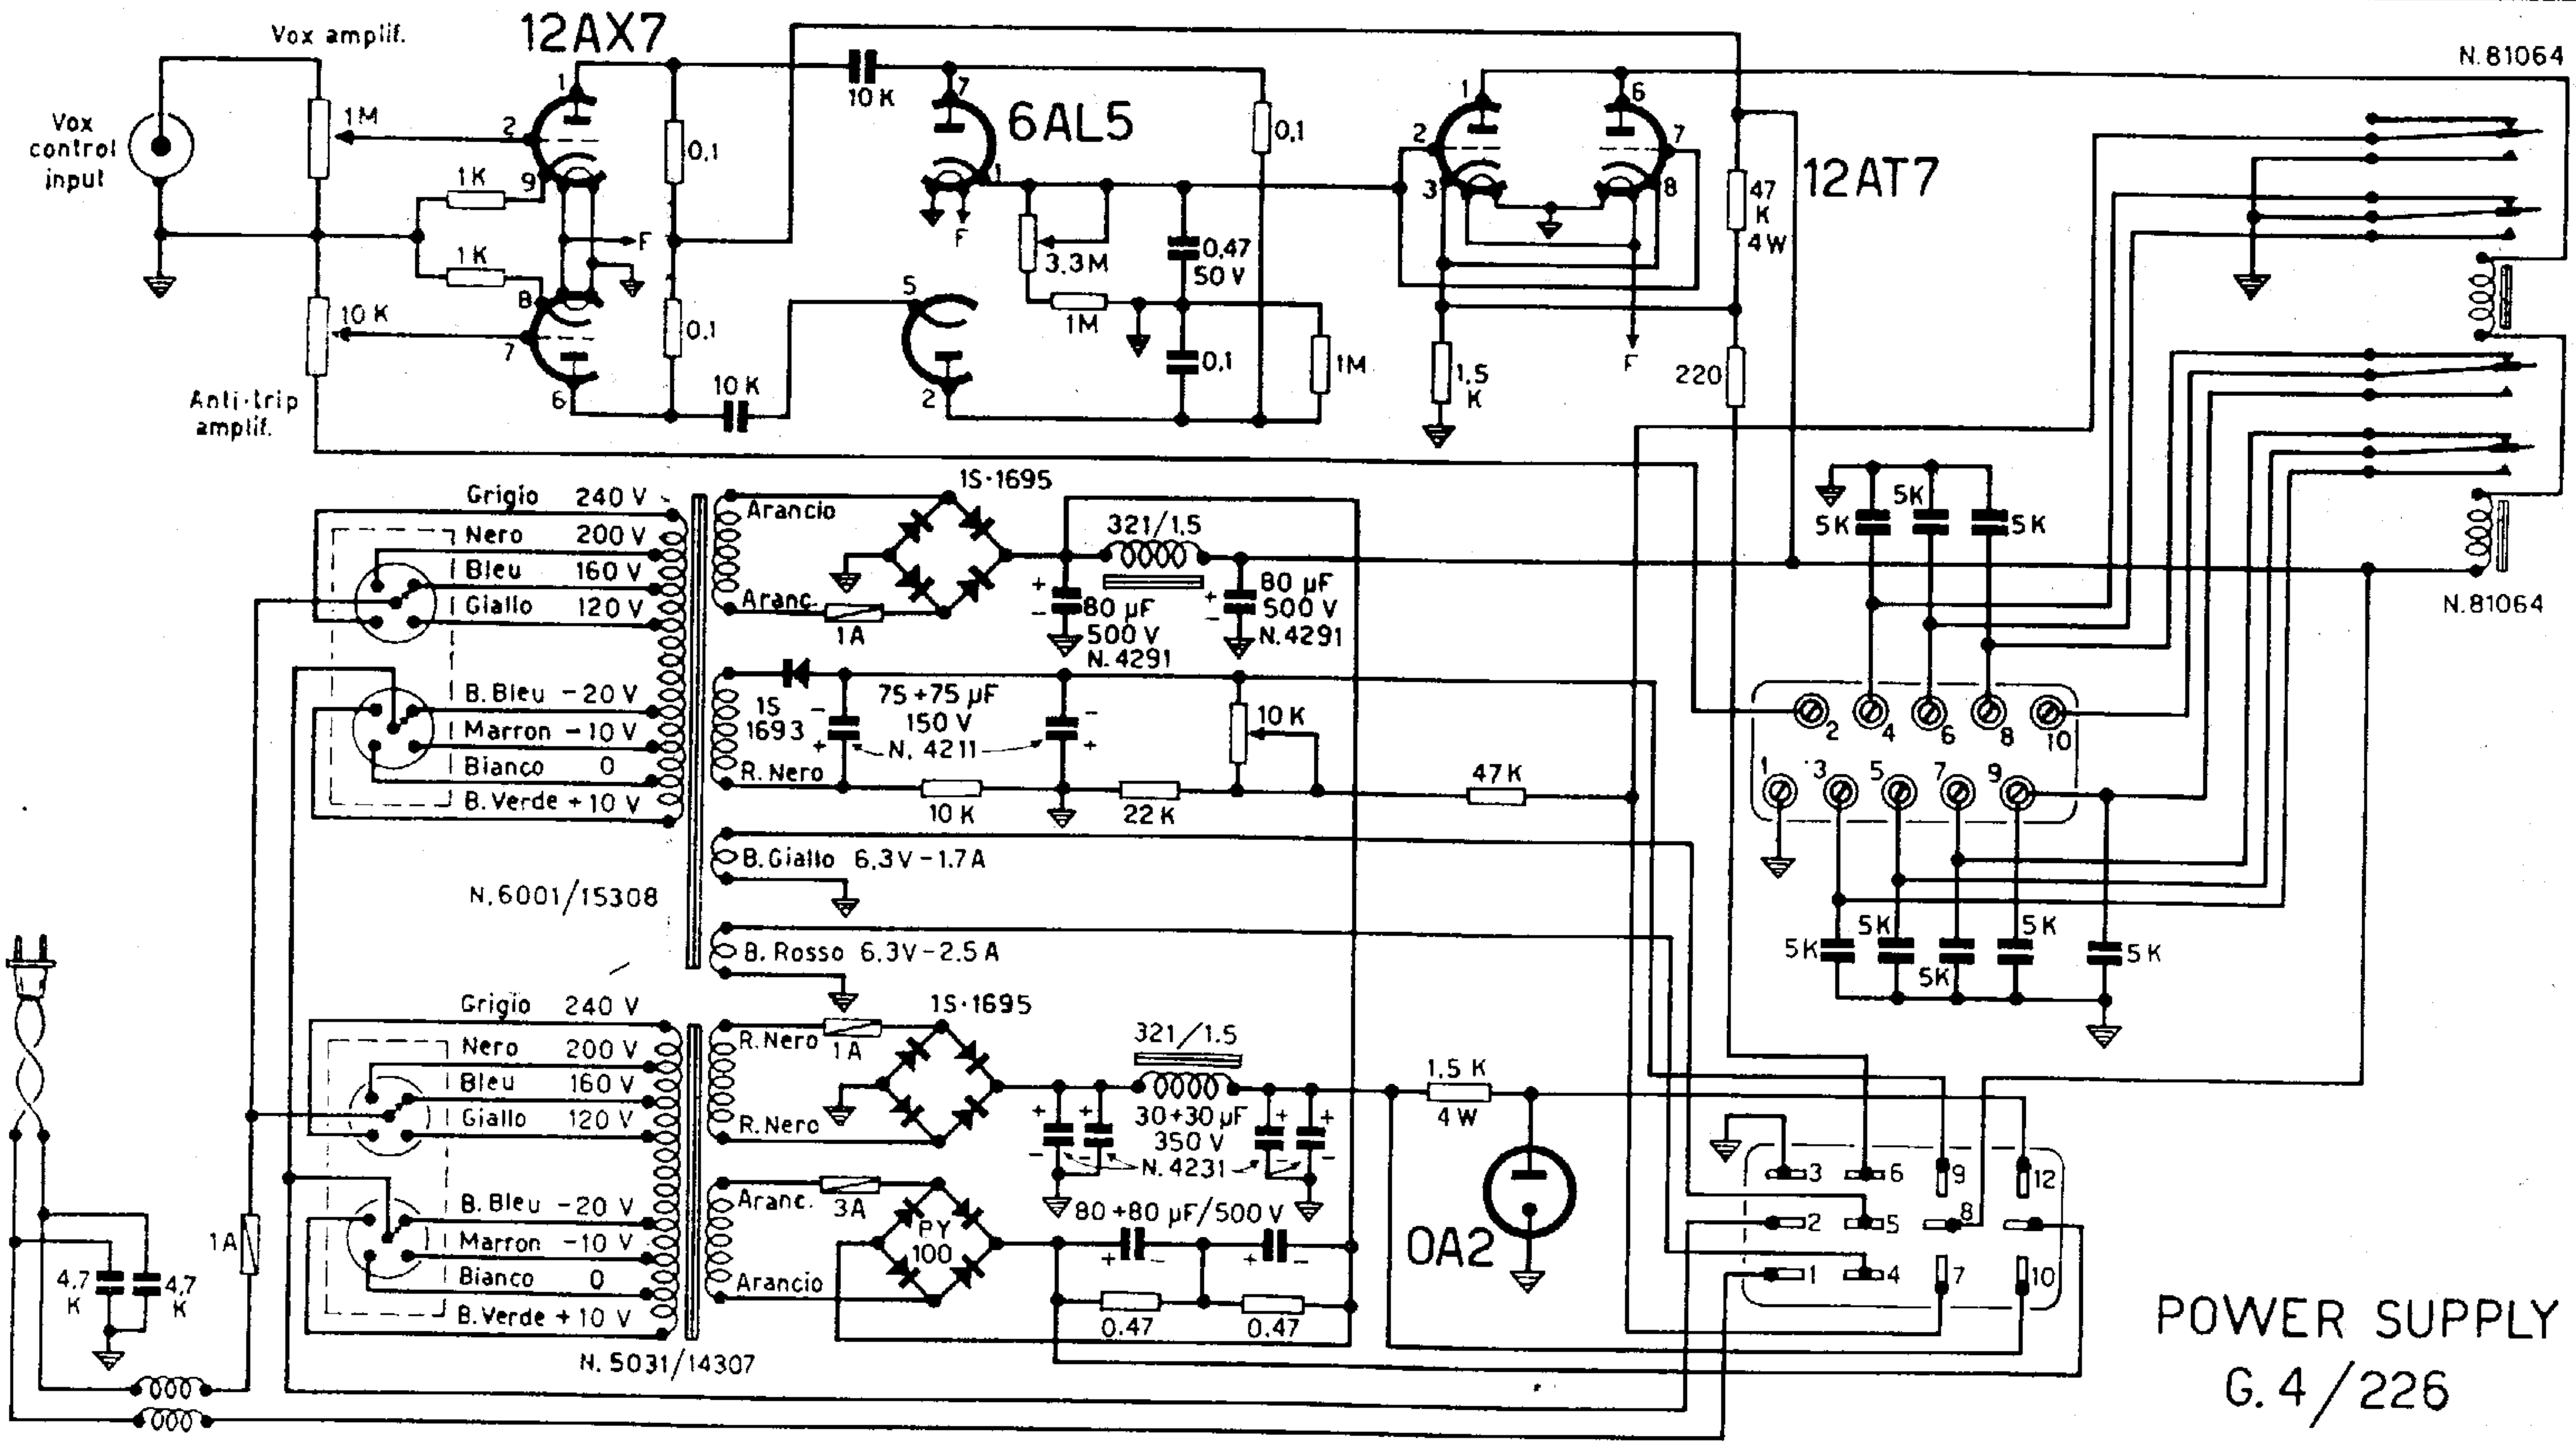 Vox amplif.
12AX7
N. 81064
Vox
control
input
1M
2
1
9
1K
1K
F
8
7
6
10 K
Anti-trip
amplif.
0,1
0,1
10 K
10 K
7
6AL5
1
F
5
2
3,3M
1M
0,47
50 V
0,1
0,1
1M
1
2
3
6
7
8
12AT7
F
1,5
K
47
K
4W
220
Grigio 240 V
Nero 200 V
Bleu 160 V
Giallo 120 V
B. Bleu -20 V
Marron -10 V
Bianco 0
B. Verde +10 V
N. 6001/15308
Arancio
Aranc.
1A
1S-1695
321/1.5
+
-
80 µF
500 V
N. 4291
+
-
80 µF
500 V
N. 4291
1S
1693
R. Nero
-
+
75+75 µF
150 V
N. 4211
-
+
10 K
22 K
10 K
47 K
B. Giallo 6,3V-1.7A
B. Rosso 6.3V-2.5A
5K
5K
5K
N. 81064
2
4
6
8
10
1
3
5
7
9
5K
5K
5K
5K
5K
Grigio 240 V
Nero 200 V
Bleu 160 V
Giallo 120 V
B. Bleu -20 V
Marron -10 V
Bianco 0
B. Verde +10 V
N. 5031/14307
1A
4,7
K
4,7
K
R. Nero
1A
R. Nero
1S-1695
321/1.5
+
-
30+30 µF
350 V
N. 4231
+
-
+
-
1.5 K
4W
Aranc.
3A
PY
100
Arancio
80+80 µF/500 V
+
-
+
-
0.47
0.47
0A2
3
6
9
12
2
5
8
1
4
7
10
POWER SUPPLY
G.4/226